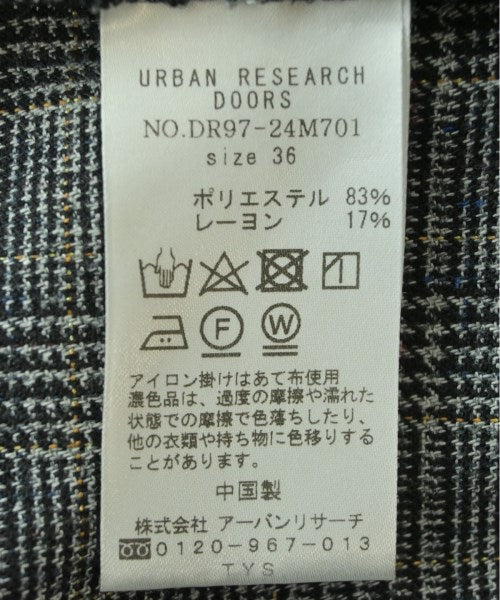 URBAN RESEARCH
DOORS
NO.DR97-24M701
size 36
ポリエステル 83%
レーヨン 17%
F W
アイロン掛けはあて布使用
濃色品は、過度の摩擦や濡れた
状態での摩擦で色落ちしたり、
他の衣類や持ち物に色移りする
ことがあります。
中国製
株式会社 アーバンリサーチ
0120-967-013
TYS